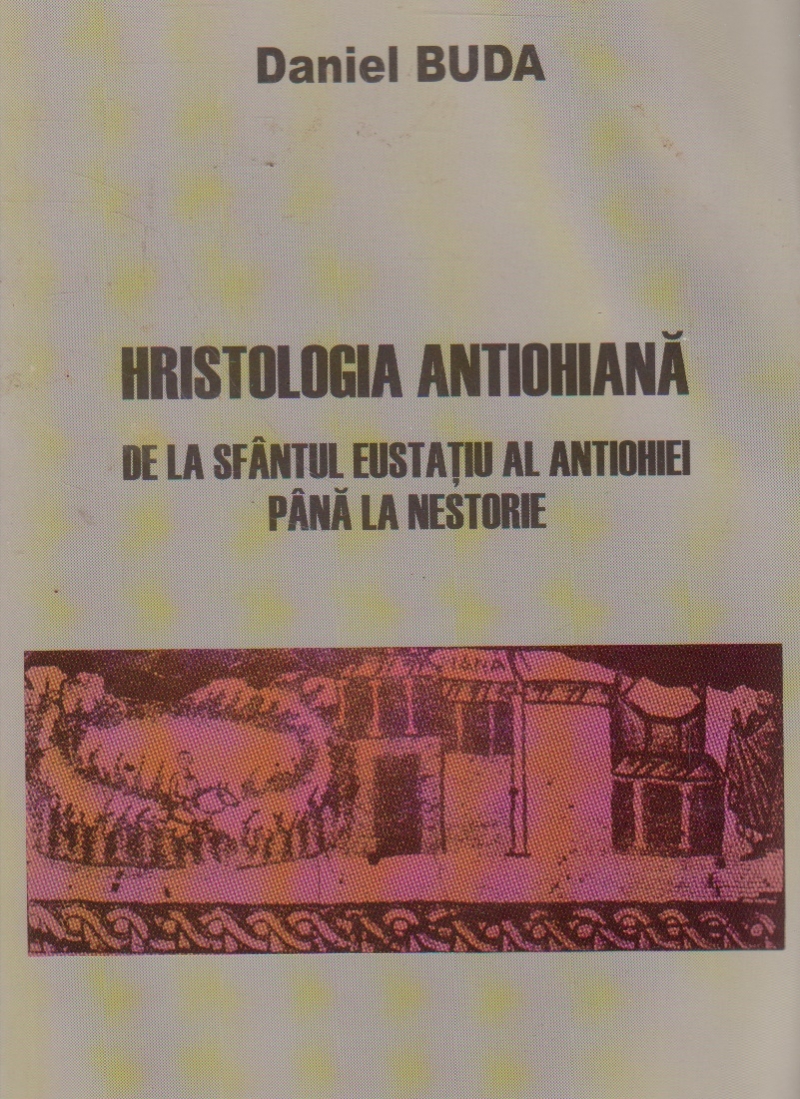 Daniel BUDA
HRISTOLOGIA ANTIOHIANĂ
DE LA SFÂNTUL EUSTAȚIU AL ANTIOHIEI
PÂNĂ LA NESTORIE